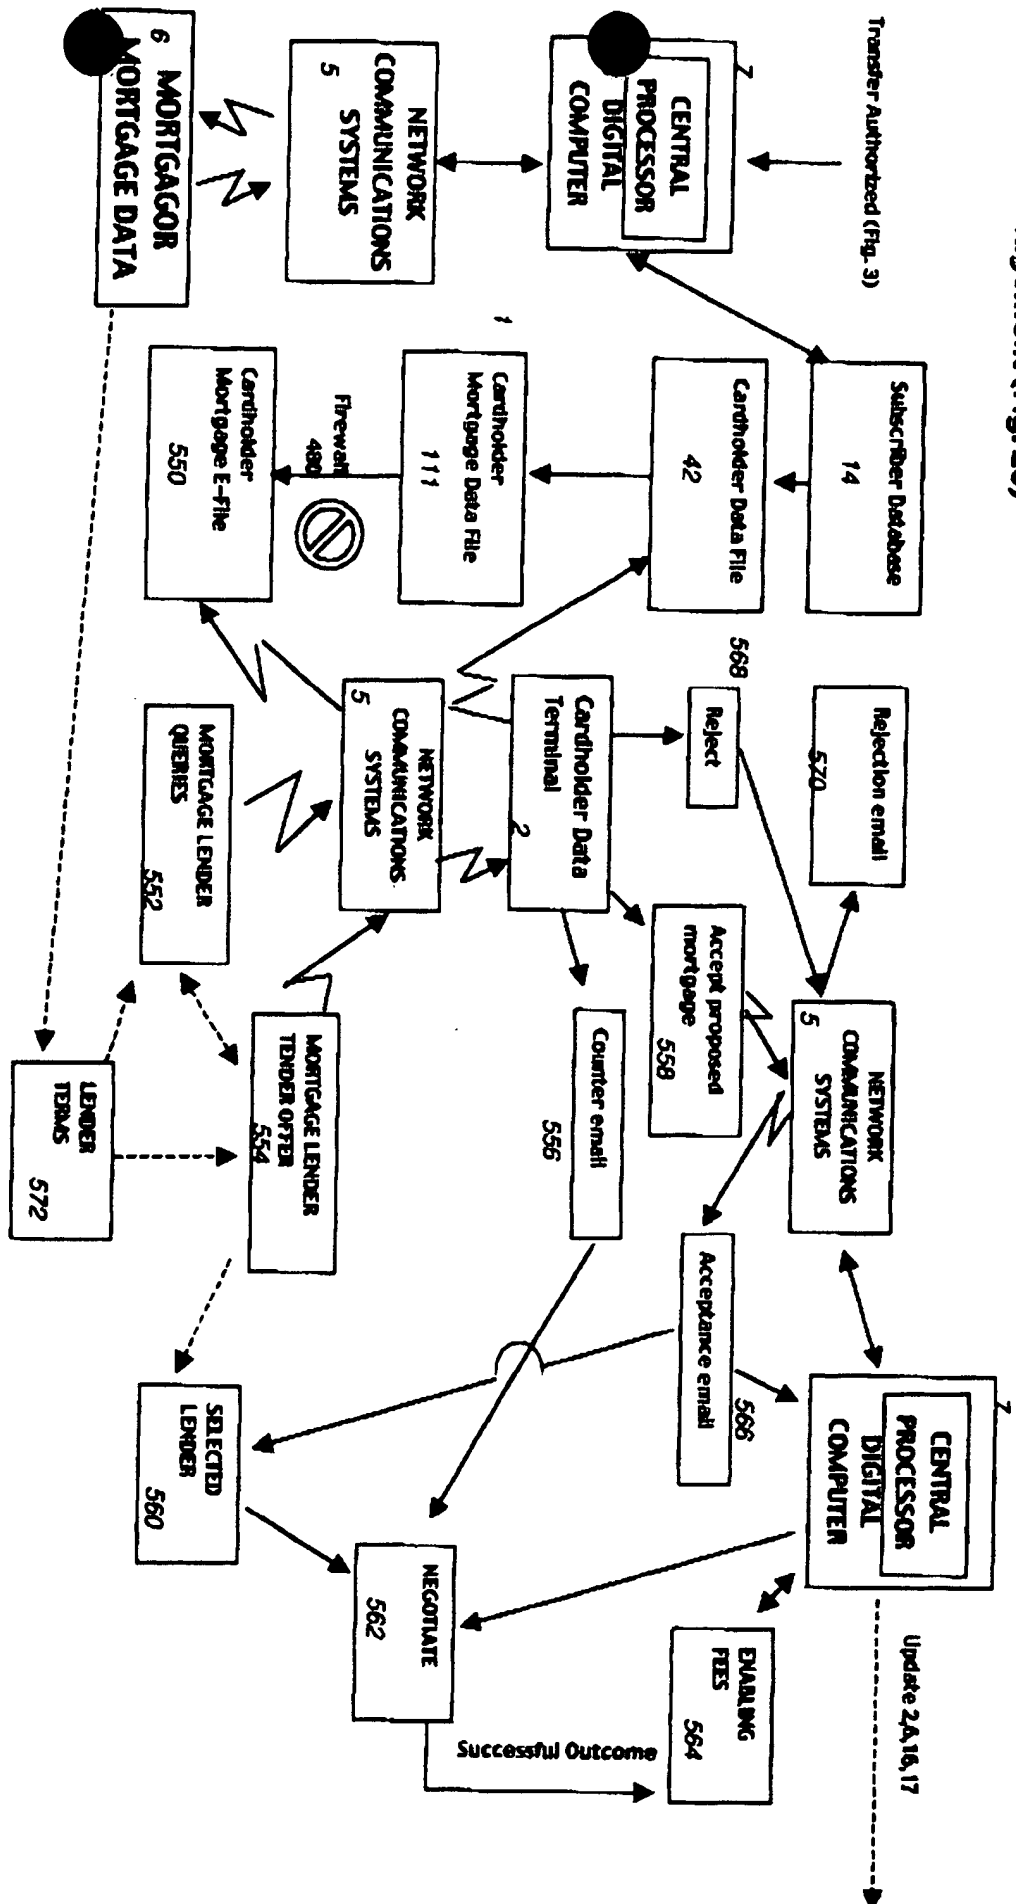 Transfer Authorized (Fig. 3)
7
CENTRAL
PROCESSOR
DIGITAL
COMPUTER
NETWORK
COMMUNICATIONS
5 SYSTEMS
6 MORTGAGOR
MORTGAGE DATA
Subscriber Database
14
Cardholder Data File
42
1
Cardholder
Mortgage Data File
111
Firewall
480
Cardholder
Mortgage E-File
550
Rejection email
570
568
Reject
Cardholder Data
Terminal
2
NETWORK
COMMUNICATIONS
5 SYSTEMS
MORTGAGE LENDER
QUERIES
552
Accept proposed
mortgage
558
Counter email
556
MORTGAGE LENDER
TENDER OFFER
554
LENDER
TERMS
572
NETWORK
COMMUNICATIONS
5 SYSTEMS
Acceptance email
566
SELECTED
LENDER
560
7
CENTRAL
PROCESSOR
DIGITAL
COMPUTER
NEGOTIATE
562
Update 2,6,16,17
ENABLING
FEES
564
Successful Outcome